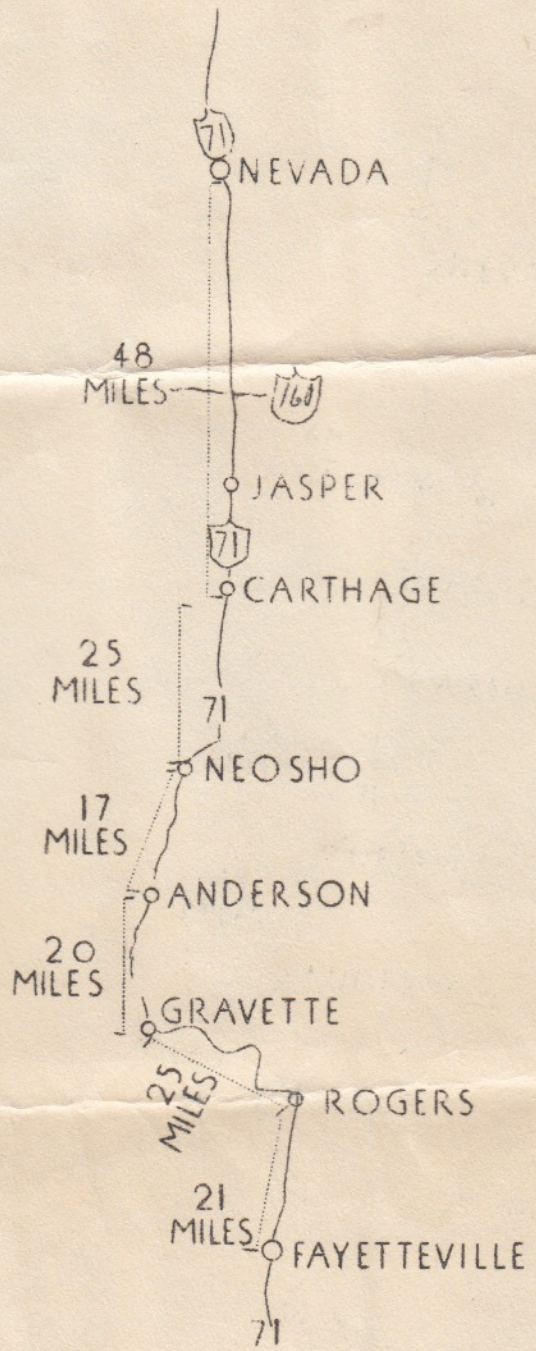 71
NEVADA
48
MILES
160
JASPER
71
CARTHAGE
25
MILES
71
NEOSHO
17
MILES
ANDERSON
20
MILES
GRAVETTE
25
MILES
ROGERS
21
MILES
FAYETTEVILLE
71